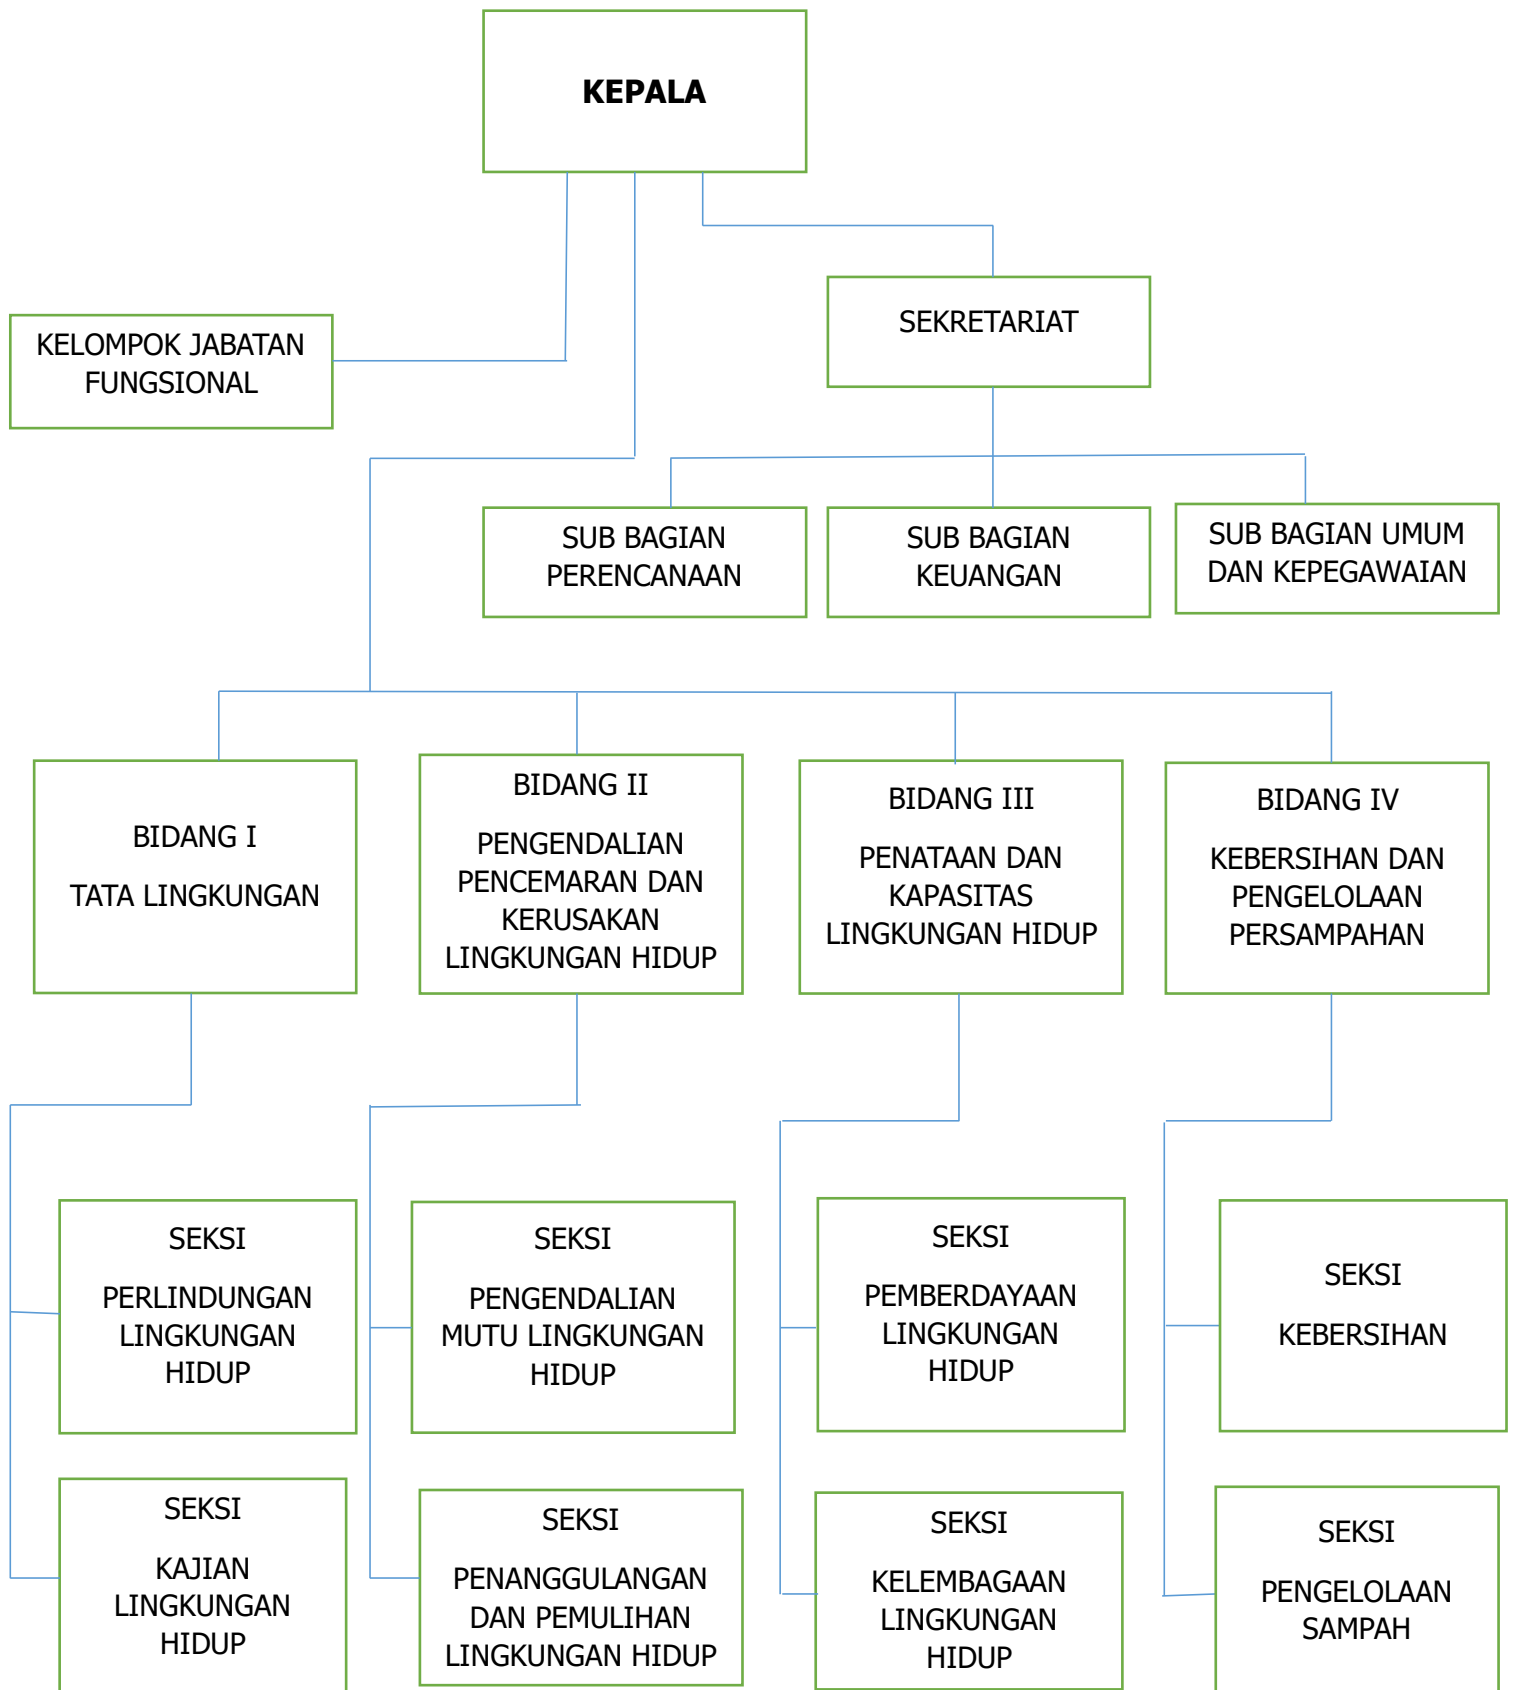 KEPALA
SEKRETARIAT
KELOMPOK JABATAN
FUNGSIONAL
SUB BAGIAN
PERENCANAAN
SUB BAGIAN
KEUANGAN
SUB BAGIAN UMUM
DAN KEPEGAWAIAN
BIDANG I
TATA LINGKUNGAN
BIDANG II
PENGENDALIAN
PENCEMARAN DAN
KERUSAKAN
LINGKUNGAN HIDUP
BIDANG III
PENATAAN DAN
KAPASITAS
LINGKUNGAN HIDUP
BIDANG IV
KEBERSIHAN DAN
PENGELOLAAN
PERSAMPAHAN
SEKSI
PERLINDUNGAN
LINGKUNGAN
HIDUP
SEKSI
PENGENDALIAN
MUTU LINGKUNGAN
HIDUP
SEKSI
PEMBERDAYAAN
LINGKUNGAN
HIDUP
SEKSI
KEBERSIHAN
SEKSI
KAJIAN
LINGKUNGAN
HIDUP
SEKSI
PENANGGULANGAN
DAN PEMULIHAN
LINGKUNGAN HIDUP
SEKSI
KELEMBAGAAN
LINGKUNGAN
HIDUP
SEKSI
PENGELOLAAN
SAMPAH